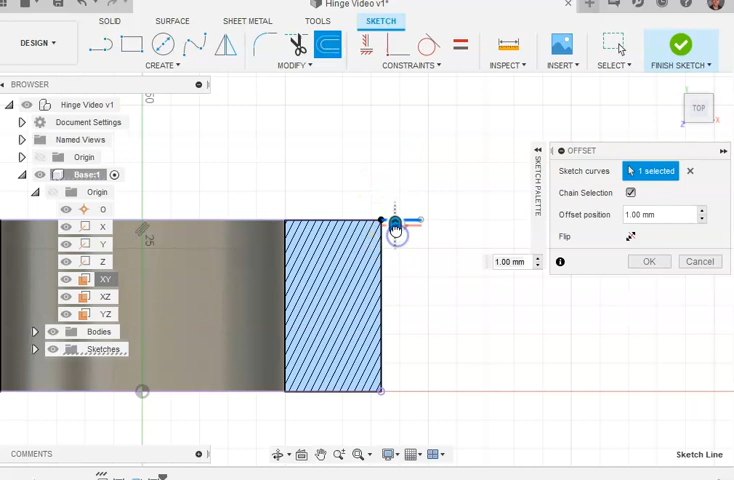 Hinge Video v1*
SOLID SURFACE SHEET METAL TOOLS SKETCH
DESIGN
CREATE MODIFY CONSTRAINTS INSPECT INSERT SELECT FINISH SKETCH
BROWSER
Hinge Video v1
Document Settings
Named Views
Origin
Base:1
Origin
O
X
Y
Z
XY
XZ
YZ
Bodies
Sketches
50
25
TOP
X
Z
SKETCH PALETTE
OFFSET
Sketch curves 1 selected
Chain Selection
Offset position 1.00 mm
Flip
OK Cancel
1.00 mm
COMMENTS
Sketch Line